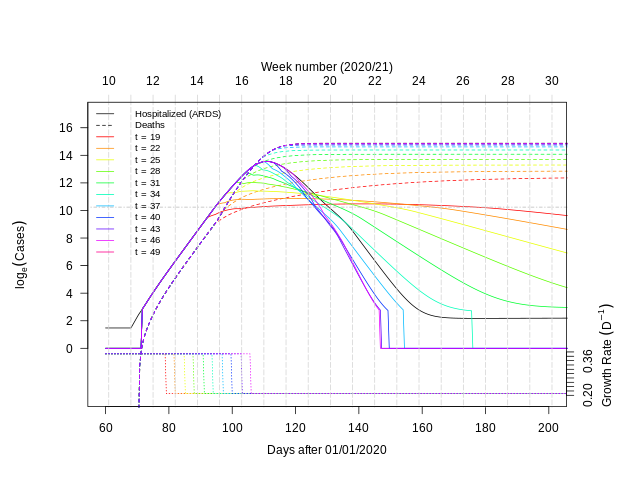 Week number (2020/21)
10 12 14 16 18 20 22 24 26 28 30
Hospitalized (ARDS)
Deaths
t = 19
t = 22
t = 25
t = 28
t = 31
t = 34
t = 37
t = 40
t = 43
t = 46
t = 49
16
14
12
10
8
6
4
2
0
logₑ(Cases)
0.20 0.36
Growth Rate (D⁻¹)
60 80 100 120 140 160 180 200
Days after 01/01/2020